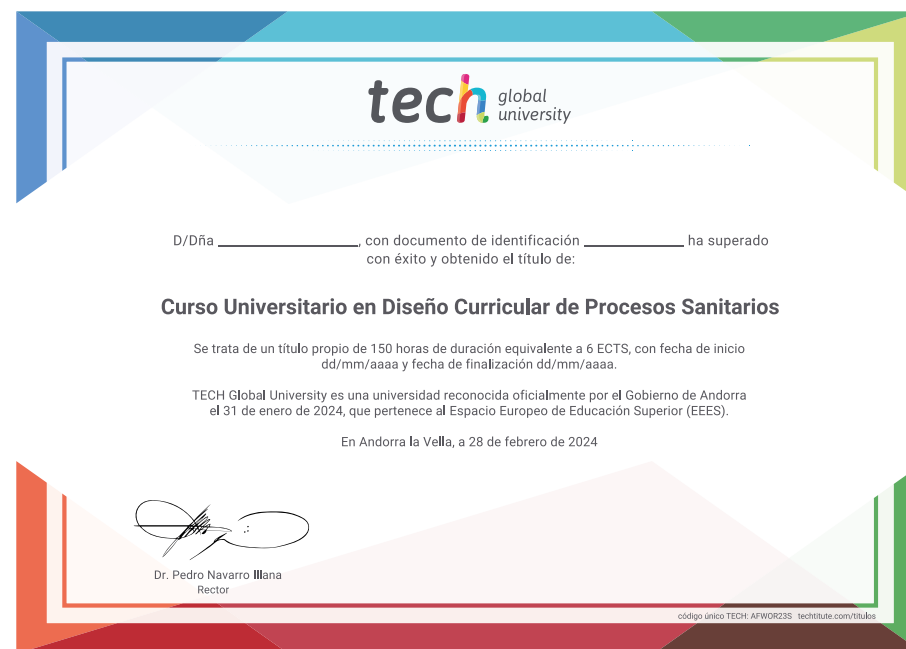 tech global university
D/Dña ____________________, con documento de identificación ______________ ha superado
con éxito y obtenido el título de:
Curso Universitario en Diseño Curricular de Procesos Sanitarios
Se trata de un título propio de 150 horas de duración equivalente a 6 ECTS, con fecha de inicio
dd/mm/aaaa y fecha de finalización dd/mm/aaaa.
TECH Global University es una universidad reconocida oficialmente por el Gobierno de Andorra
el 31 de enero de 2024, que pertenece al Espacio Europeo de Educación Superior (EEES).
En Andorra la Vella, a 28 de febrero de 2024
Dr. Pedro Navarro Illana
Rector
código único TECH: AFWOR23S techtitute.com/titulos